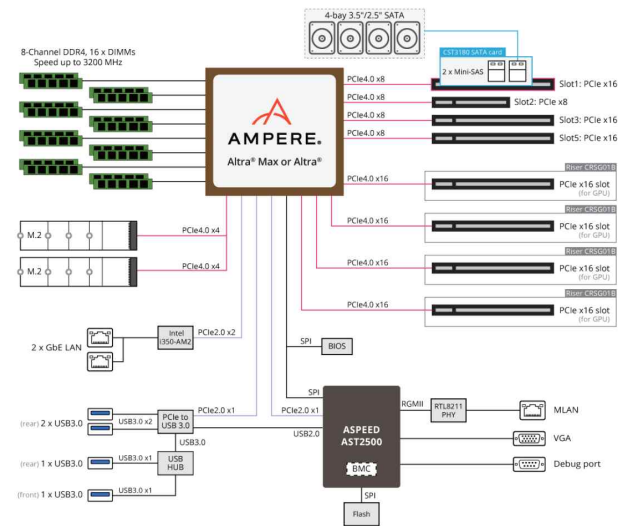 4-bay 3.5"/2.5" SATA
8-Channel DDR4, 16 x DIMMs
Speed up to 3200 MHz
CST3180 SATA card
2 x Mini-SAS
PCIe4.0 x8
Slot1: PCIe x16
PCIe4.0 x8
Slot2: PCIe x8
PCIe4.0 x8
Slot3: PCIe x16
PCIe4.0 x8
Slot5: PCIe x16
AMPERE.
Altra® Max or Altra®
Riser CRSG01B
PCIe4.0 x16
PCIe x16 slot
(for GPU)
Riser CRSG01B
PCIe4.0 x16
PCIe x16 slot
(for GPU)
Riser CRSG01B
PCIe4.0 x16
PCIe x16 slot
(for GPU)
Riser CRSG01B
PCIe4.0 x16
PCIe x16 slot
(for GPU)
M.2
PCIe4.0 x4
M.2
PCIe4.0 x4
2 x GbE LAN
Intel
i350-AM2
PCIe2.0 x2
SPI
BIOS
SPI
(rear) 2 x USB3.0
USB3.0 x2
PCIe to
USB 3.0
PCIe2.0 x1
PCIe2.0 x1
USB2.0
USB3.0
(rear) 1 x USB3.0
USB3.0 x1
USB
HUB
(front) 1 x USB3.0
USB3.0 x1
ASPEED
AST2500
BMC
RGMII
RTL8211
PHY
MLAN
VGA
Debug port
SPI
Flash